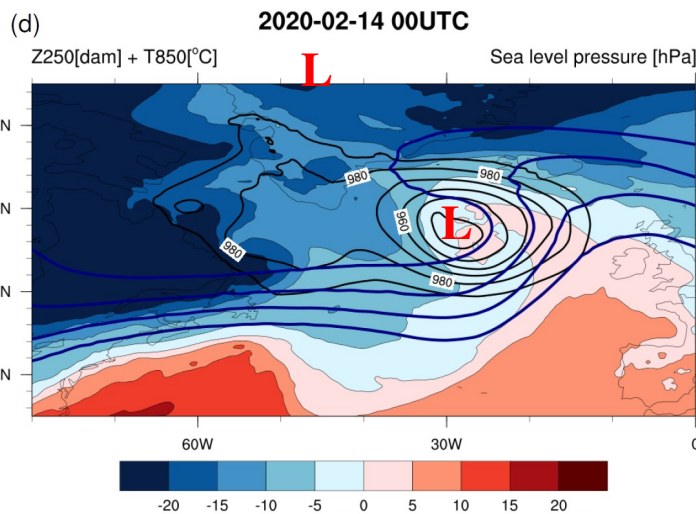 (d)
2020-02-14 00UTC
Z250[dam] + T850[°C]
Sea level pressure [hPa]
L
N
980
980
N
960
L
980
980
N
N
60W
30W
0
-20 -15 -10 -5 0 5 10 15 20